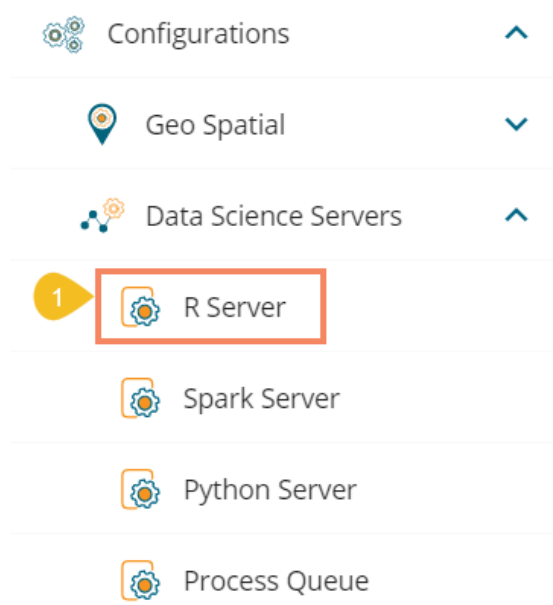 Configurations
Geo Spatial
Data Science Servers
1
R Server
Spark Server
Python Server
Process Queue